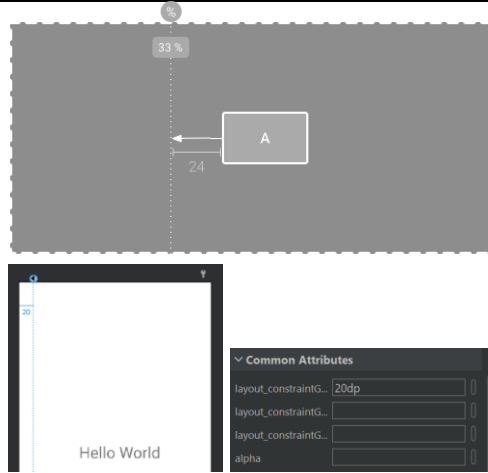 %
33 %
A
24
20
Hello World
Common Attributes
layout_constraintG... 20dp
layout_constraintG...
layout_constraintG...
alpha